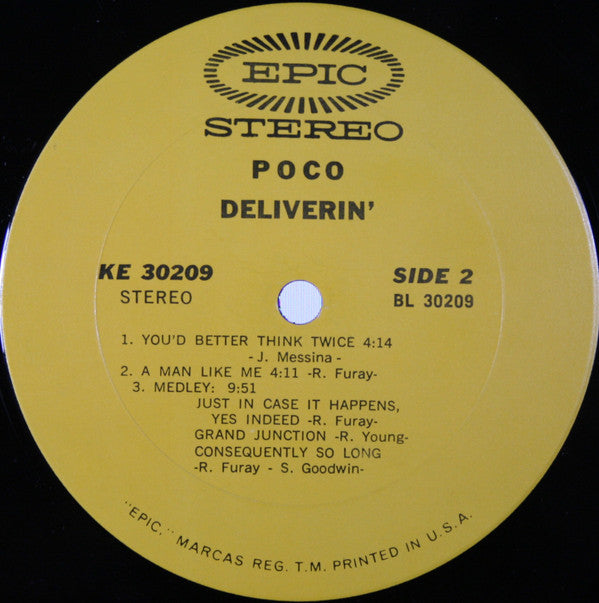 EPIC
STEREO
POCO
DELIVERIN'
KE 30209
SIDE 2
STEREO
BL 30209
1. YOU'D BETTER THINK TWICE 4:14
- J. Messina -
2. A MAN LIKE ME 4:11 -R. Furay-
3. MEDLEY: 9:51
JUST IN CASE IT HAPPENS,
YES INDEED -R. Furay-
GRAND JUNCTION -R. Young-
CONSEQUENTLY SO LONG
-R. Furay - S. Goodwin-
"EPIC," MARCAS REG. T.M. PRINTED IN U.S.A.